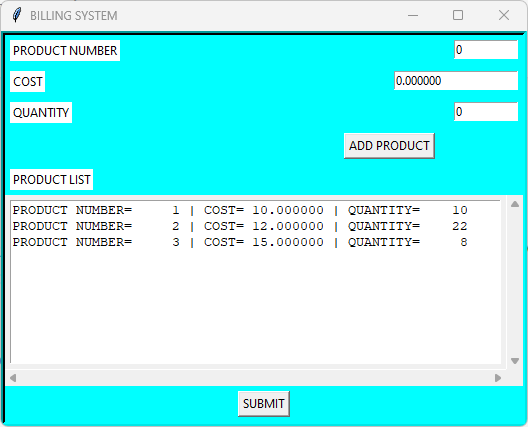 BILLING SYSTEM
PRODUCT NUMBER 0
COST 0.000000
QUANTITY 0
ADD PRODUCT
PRODUCT LIST
PRODUCT NUMBER=     1 | COST= 10.000000 | QUANTITY=    10
PRODUCT NUMBER=     2 | COST= 12.000000 | QUANTITY=    22
PRODUCT NUMBER=     3 | COST= 15.000000 | QUANTITY=     8
SUBMIT